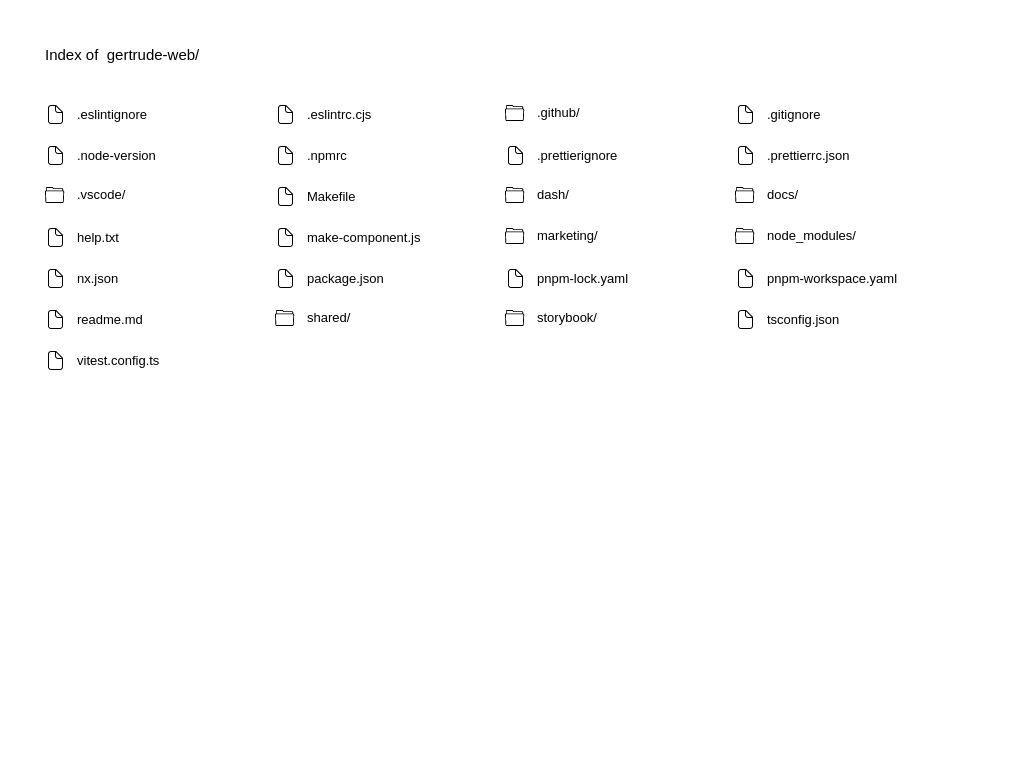 Index of  gertrude-web/
.eslintignore
.eslintrc.cjs
.github/
.gitignore
.node-version
.npmrc
.prettierignore
.prettierrc.json
.vscode/
Makefile
dash/
docs/
help.txt
make-component.js
marketing/
node_modules/
nx.json
package.json
pnpm-lock.yaml
pnpm-workspace.yaml
readme.md
shared/
storybook/
tsconfig.json
vitest.config.ts